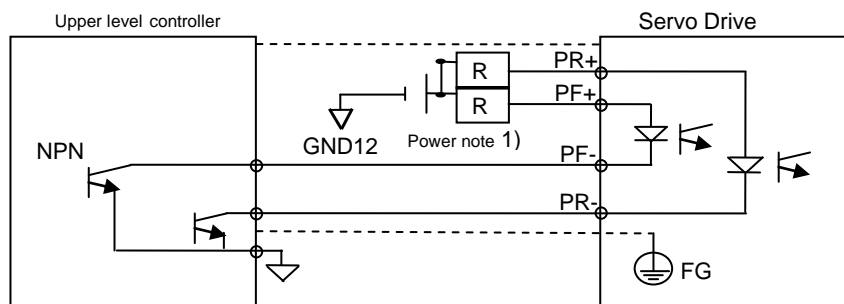 Upper level controller
Servo Drive
R
PR+
R
PF+
GND12
Power note 1)
NPN
PF-
PR-
FG